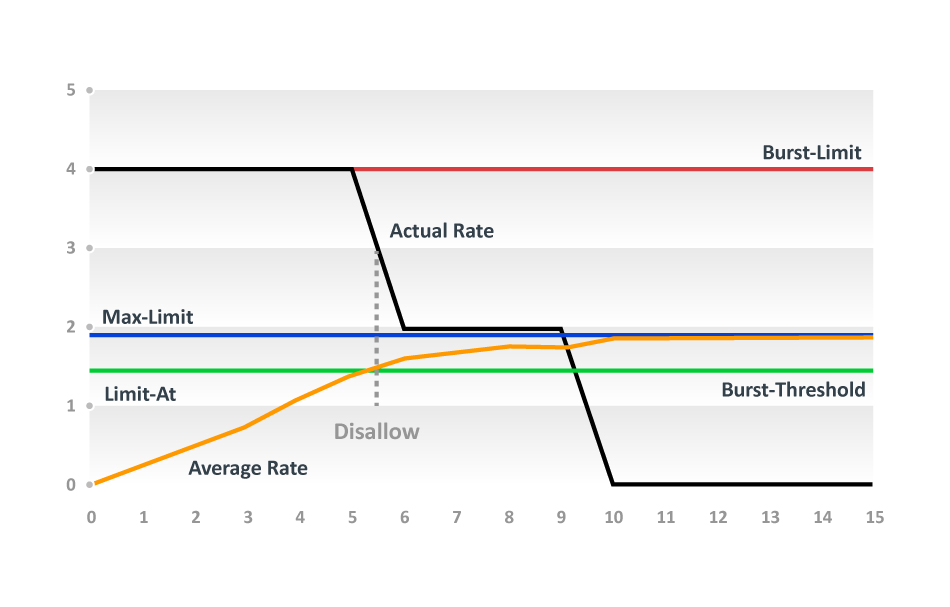 5
Burst-Limit
4
Actual Rate
3
Max-Limit
2
Limit-At
Burst-Threshold
1
Disallow
Average Rate
0
0 1 2 3 4 5 6 7 8 9 10 11 12 13 14 15